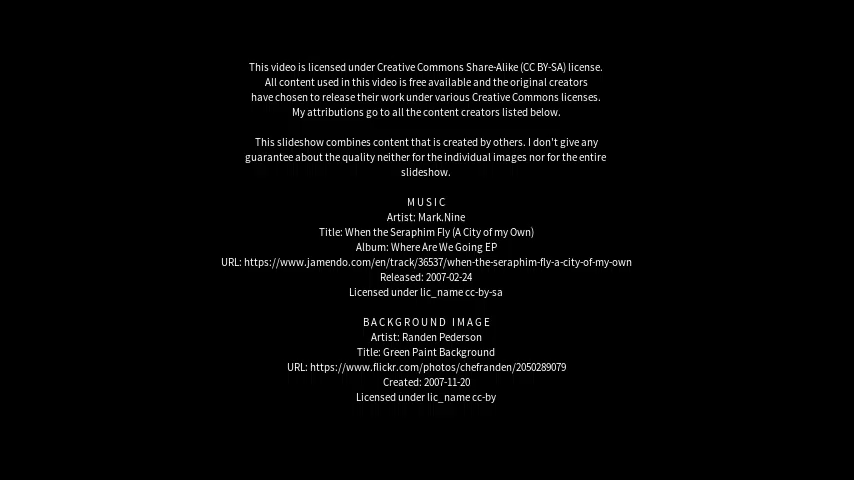 This video is licensed under Creative Commons Share-Alike (CC BY-SA) license.
All content used in this video is free available and the original creators
have chosen to release their work under various Creative Commons licenses.
My attributions go to all the content creators listed below.
This slideshow combines content that is created by others. I don't give any
guarantee about the quality neither for the individual images nor for the entire
slideshow.
M U S I C
Artist: Mark.Nine
Title: When the Seraphim Fly (A City of my Own)
Album: Where Are We Going EP
URL: https://www.jamendo.com/en/track/36537/when-the-seraphim-fly-a-city-of-my-own
Released: 2007-02-24
Licensed under lic_name cc-by-sa
B A C K G R O U N D   I M A G E
Artist: Randen Pederson
Title: Green Paint Background
URL: https://www.flickr.com/photos/chefranden/2050289079
Created: 2007-11-20
Licensed under lic_name cc-by